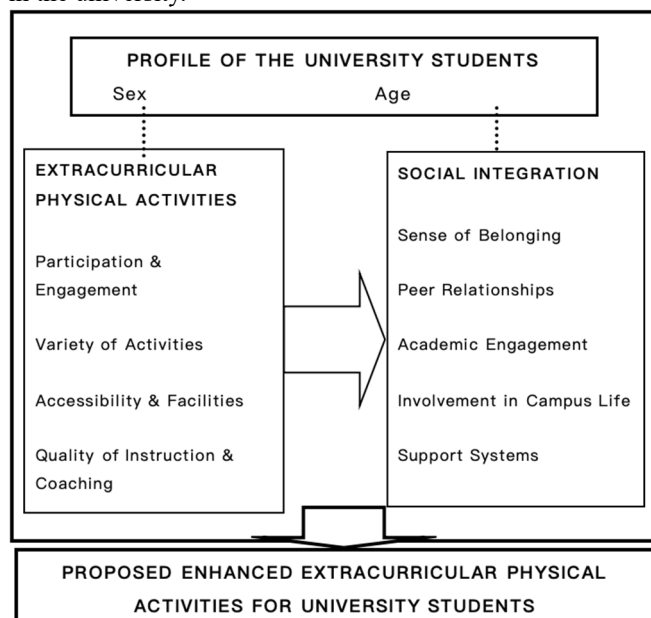 in the university.
PROFILE OF THE UNIVERSITY STUDENTS
Sex Age
EXTRACURRICULAR
PHYSICAL ACTIVITIES
Participation &
Engagement
Variety of Activities
Accessibility & Facilities
Quality of Instruction &
Coaching
SOCIAL INTEGRATION
Sense of Belonging
Peer Relationships
Academic Engagement
Involvement in Campus Life
Support Systems
PROPOSED ENHANCED EXTRACURRICULAR PHYSICAL
ACTIVITIES FOR UNIVERSITY STUDENTS